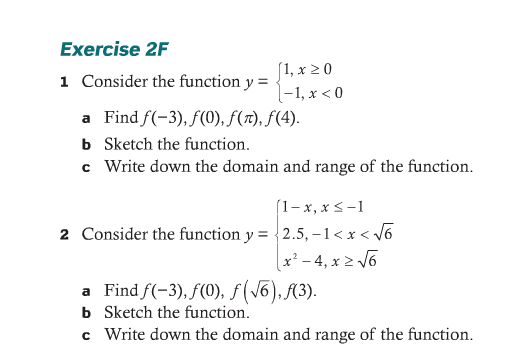 Exercise 2F
1 Consider the function y = {1, x ≥ 0
−1, x < 0
a Find f(−3), f(0), f(π), f(4).
b Sketch the function.
c Write down the domain and range of the function.
2 Consider the function y = {1 − x, x ≤ −1
2.5, −1 < x < √6
x² − 4, x ≥ √6
a Find f(−3), f(0), f(√6), f(3).
b Sketch the function.
c Write down the domain and range of the function.